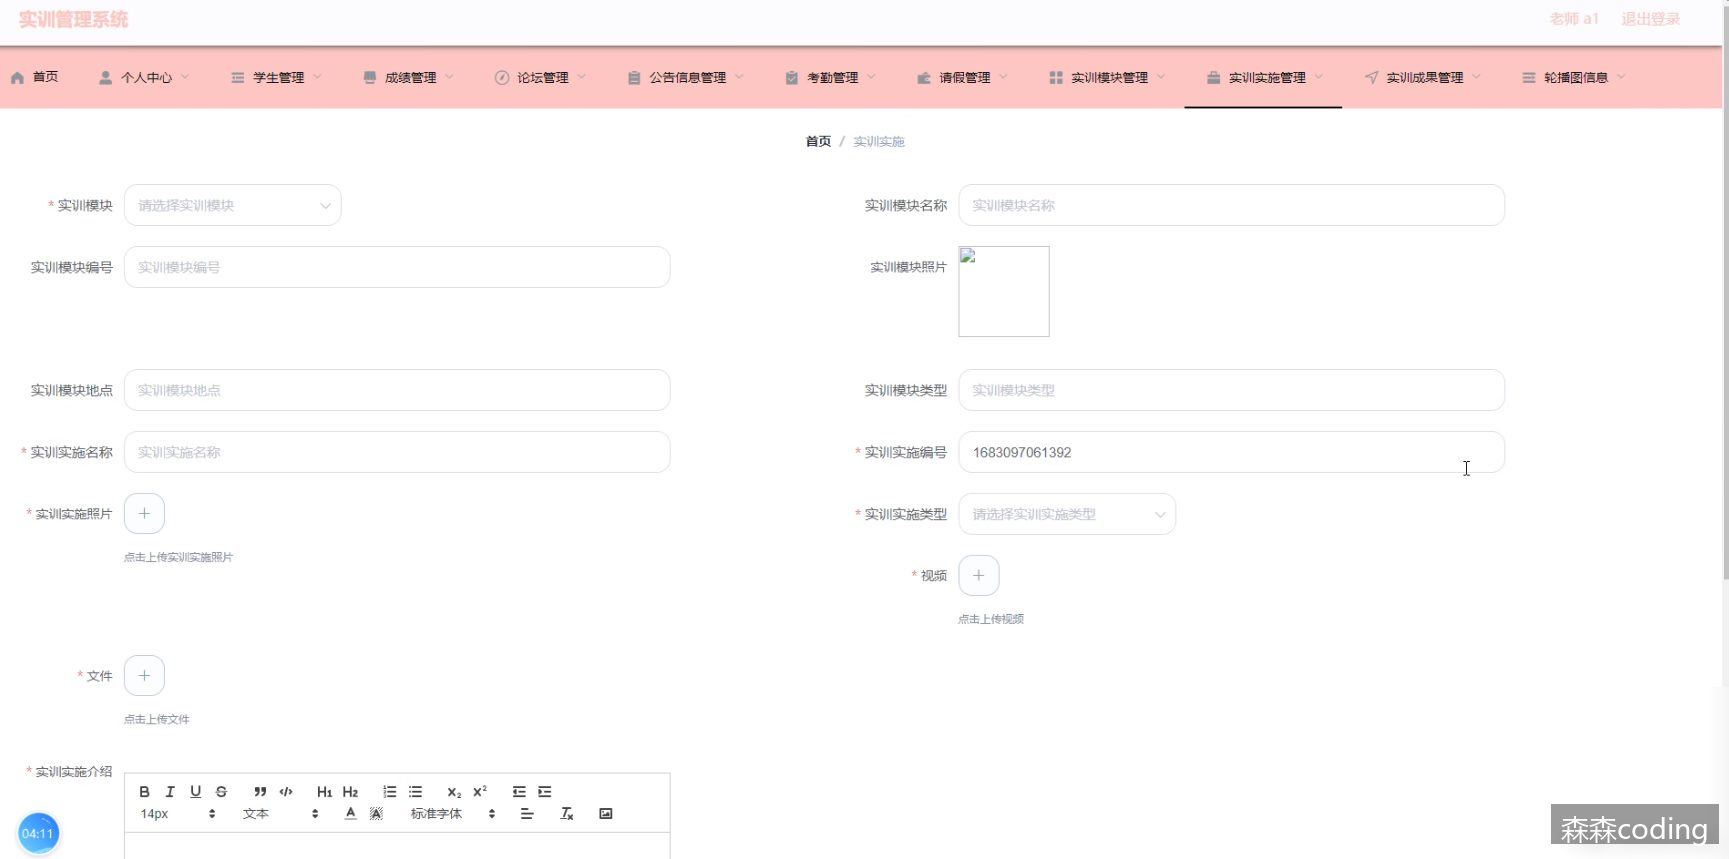 实训管理系统
老师 a1
退出登录
首页
个人中心
学生管理
成绩管理
论坛管理
公告信息管理
考勤管理
请假管理
实训模块管理
实训实施管理
实训成果管理
轮播图信息
首页 / 实训实施
* 实训模块
请选择实训模块
实训模块名称
实训模块名称
实训模块编号
实训模块编号
实训模块照片
实训模块地点
实训模块地点
实训模块类型
实训模块类型
* 实训实施名称
实训实施名称
* 实训实施编号
1683097061392
* 实训实施照片
点击上传实训实施照片
* 实训实施类型
请选择实训实施类型
* 视频
点击上传视频
* 文件
点击上传文件
* 实训实施介绍
B I U S ” </> H1 H2 X₂ X²
14px 文本 A A 标准字体 Tx
04:11
森森coding